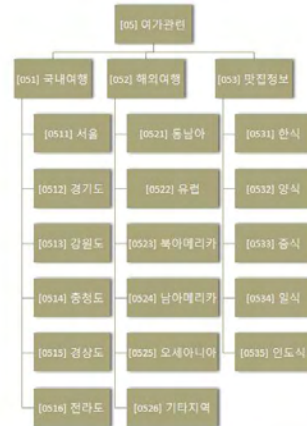 [05] 여가관련
[051] 국내여행
[052] 해외여행
[053] 맛집정보
[0511] 서울
[0521] 동남아
[0531] 한식
[0512] 경기도
[0522] 유럽
[0532] 양식
[0513] 강원도
[0523] 북아메리카
[0533] 중식
[0514] 충청도
[0524] 남아메리카
[0534] 일식
[0515] 경상도
[0525] 오세아니아
[0535] 인도식
[0516] 전라도
[0526] 기타지역